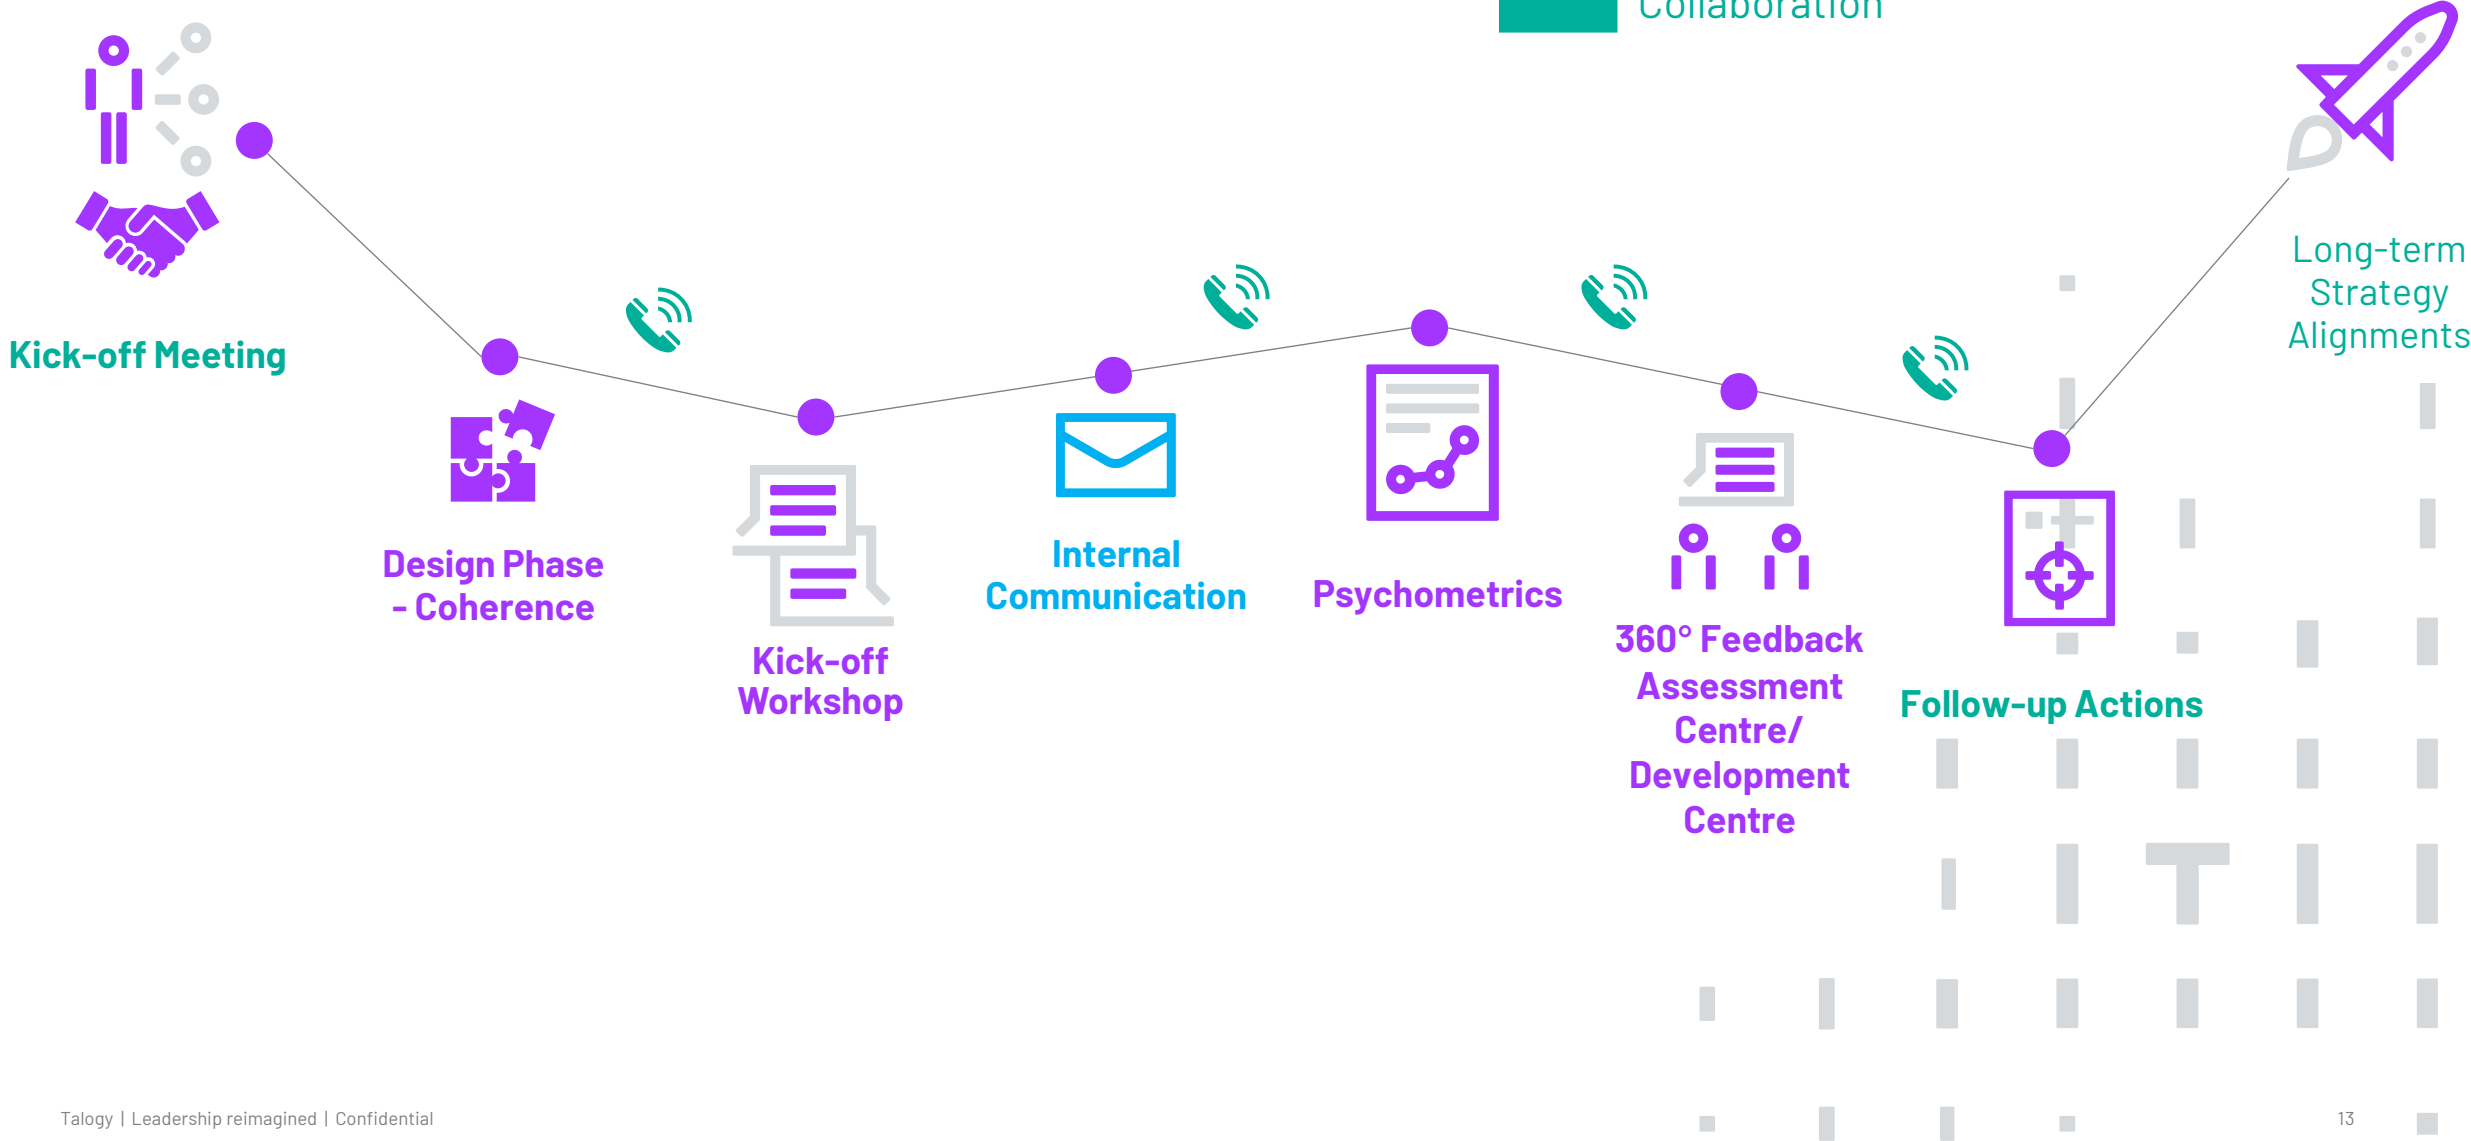 Collaboration
Kick-off Meeting
Design Phase
- Coherence
Kick-off
Workshop
Internal
Communication
Psychometrics
360° Feedback
Assessment
Centre/
Development
Centre
Follow-up Actions
Long-term
Strategy
Alignments
Talogy | Leadership reimagined | Confidential
13